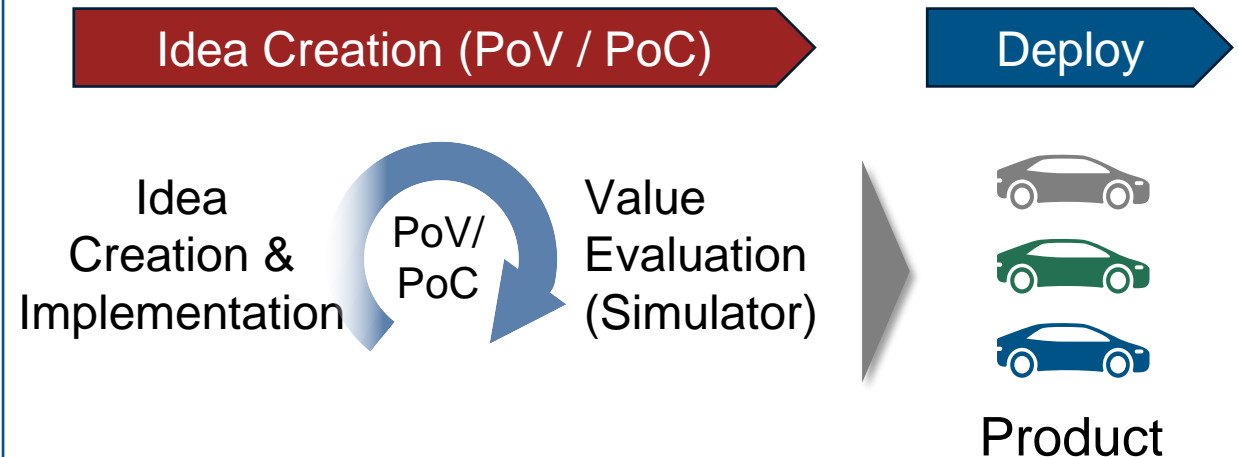 Idea Creation (PoV / PoC)
Deploy
Idea
Creation &
Implementation
PoV/
PoC
Value
Evaluation
(Simulator)
Product